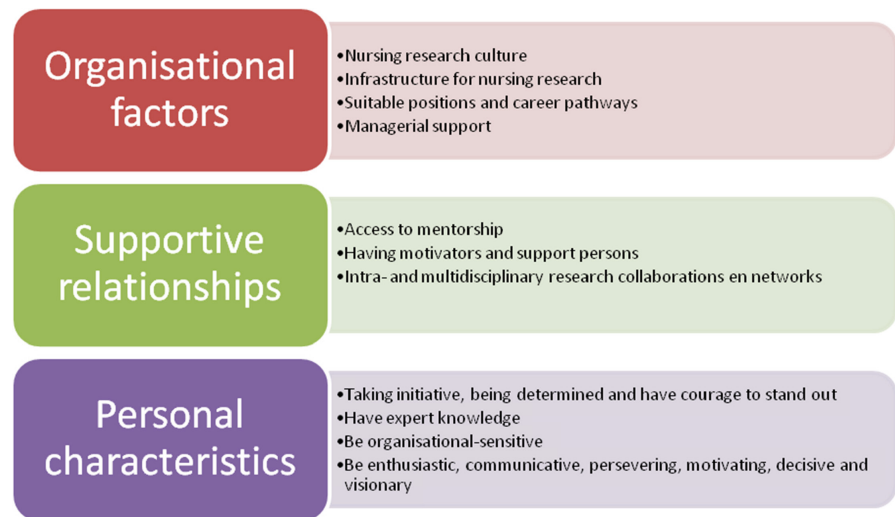 Organisational
factors
•Nursing research culture
•Infrastructure for nursing research
•Suitable positions and career pathways
•Managerial support
Supportive
relationships
•Access to mentorship
•Having motivators and support persons
•Intra- and multidisciplinary research collaborations en networks
Personal
characteristics
•Taking initiative, being determined and have courage to stand out
•Have expert knowledge
•Be organisational-sensitive
•Be enthusiastic, communicative, persevering, motivating, decisive and
visionary